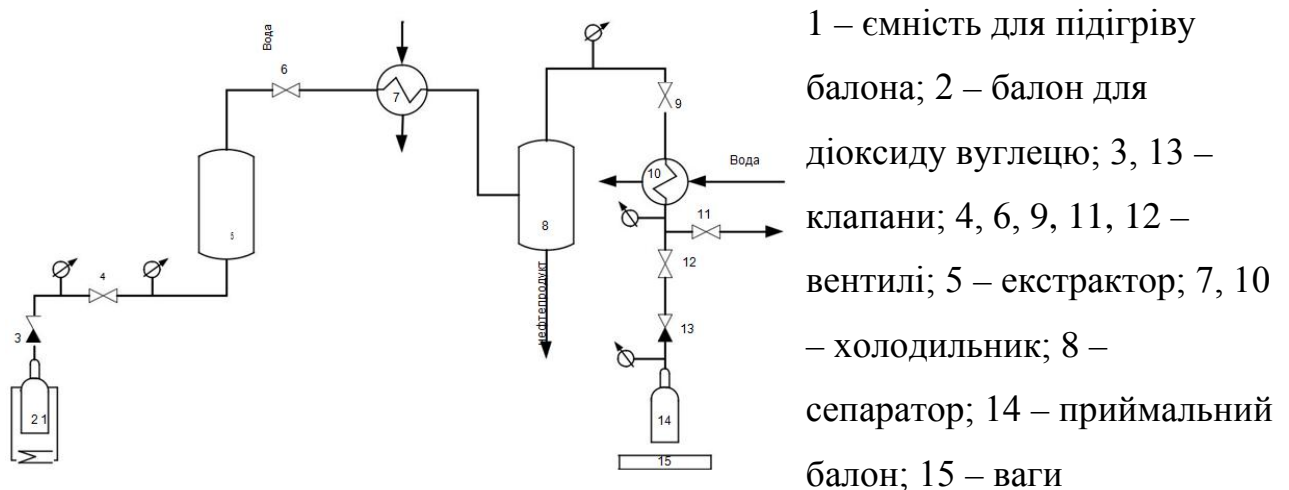 Вода
6
7
9
10
Вода
11
5
8
4
12
нефтепродукт
3
13
2 1
14
15
1 – ємність для підігріву
балона; 2 – балон для
діоксиду вуглецю; 3, 13 –
клапани; 4, 6, 9, 11, 12 –
вентилі; 5 – екстрактор; 7, 10
– холодильник; 8 –
сепаратор; 14 – приймальний
балон; 15 – ваги